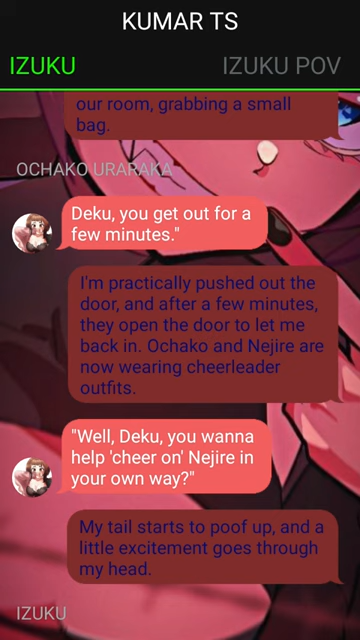 KUMAR TS
IZUKU
IZUKU POV
our room, grabbing a small
bag.
OCHAKO URARAKA
Deku, you get out for a
few minutes."
I'm practically pushed out the
door, and after a few minutes,
they open the door to let me
back in. Ochako and Nejire are
now wearing cheerleader
outfits.
"Well, Deku, you wanna
help 'cheer on' Nejire in
your own way?"
My tail starts to poof up, and a
little excitement goes through
my head.
IZUKU